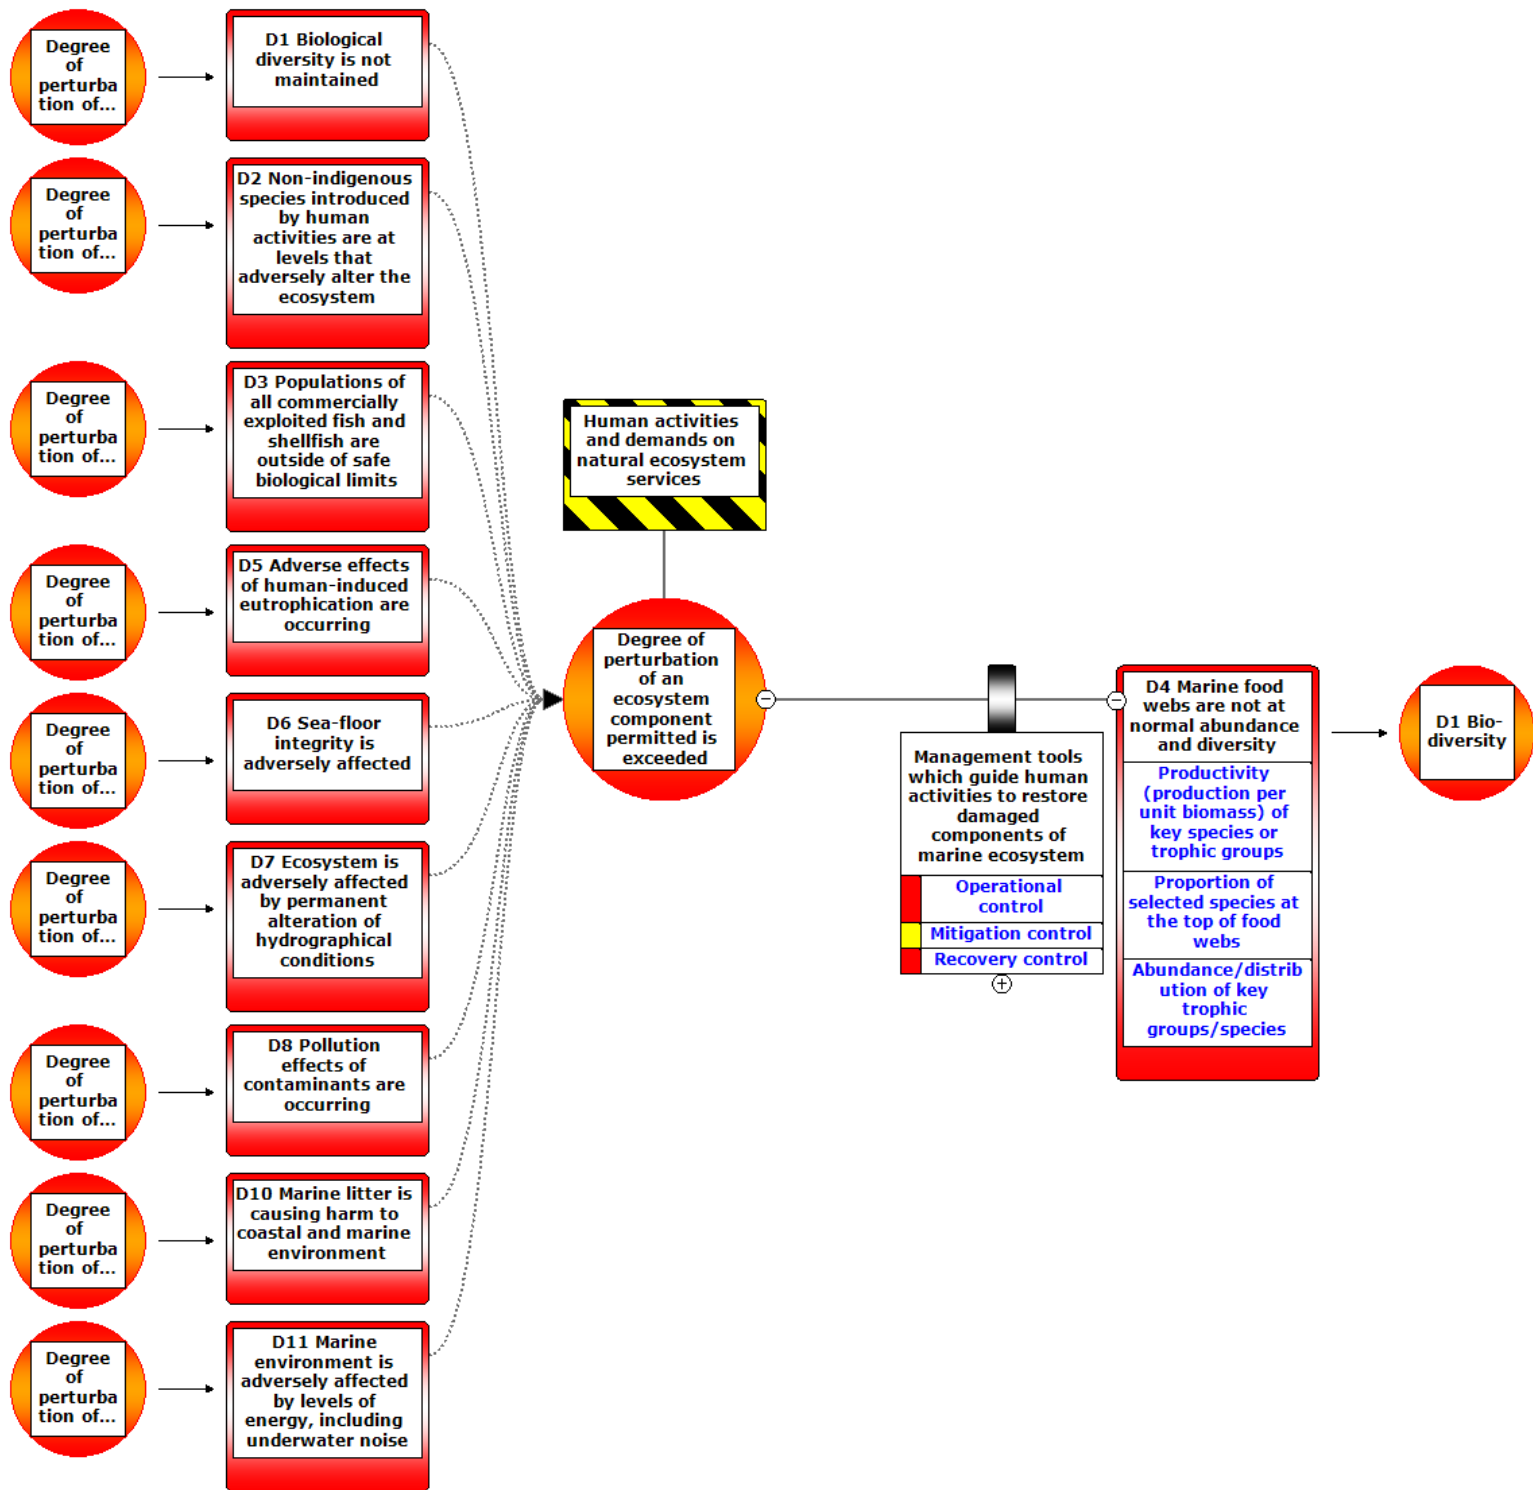 Degree
of
perturba
tion of...
D1 Biological
diversity is not
maintained
Degree
of
perturba
tion of...
D2 Non-indigenous
species introduced
by human
activities are at
levels that
adversely alter the
ecosystem
Degree
of
perturba
tion of...
D3 Populations of
all commercially
exploited fish and
shellfish are
outside of safe
biological limits
Degree
of
perturba
tion of...
D5 Adverse effects
of human-induced
eutrophication are
occurring
Degree
of
perturba
tion of...
D6 Sea-floor
integrity is
adversely affected
Degree
of
perturba
tion of...
D7 Ecosystem is
adversely affected
by permanent
alteration of
hydrographical
conditions
Degree
of
perturba
tion of...
D8 Pollution
effects of
contaminants are
occurring
Degree
of
perturba
tion of...
D10 Marine litter is
causing harm to
coastal and marine
environment
Degree
of
perturba
tion of...
D11 Marine
environment is
adversely affected
by levels of
energy, including
underwater noise
Human activities
and demands on
natural ecosystem
services
Degree of
perturbation
of an
ecosystem
component
permitted is
exceeded
Management tools
which guide human
activities to restore
damaged
components of
marine ecosystem
Operational
control
Mitigation control
Recovery control
D4 Marine food
webs are not at
normal abundance
and diversity
Productivity
(production per
unit biomass) of
key species or
trophic groups
Proportion of
selected species at
the top of food
webs
Abundance/distrib
ution of key
trophic
groups/species
D1 Bio-
diversity